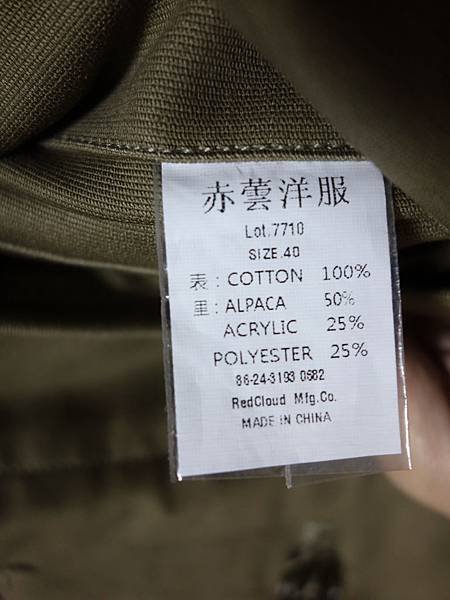 赤蕓洋服
Lot.7710
SIZE.40
表: COTTON 100%
里: ALPACA 50%
ACRYLIC 25%
POLYESTER 25%
86-24-3193 0682
RedCloud Mfg.Co.
MADE IN CHINA